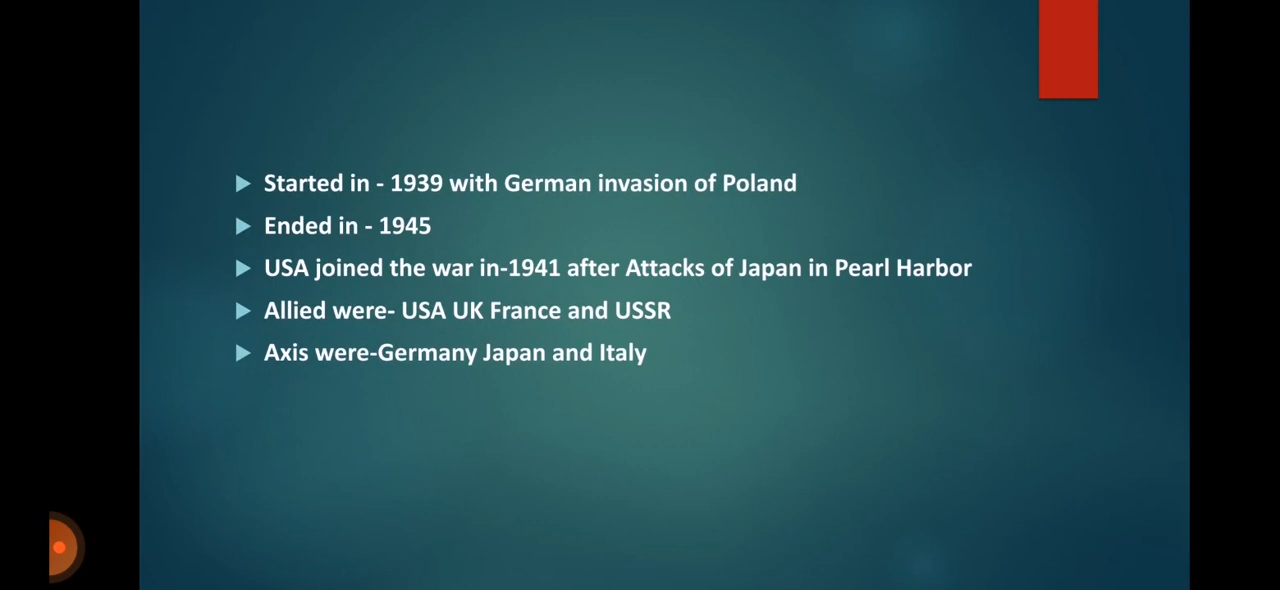 Started in - 1939 with German invasion of Poland
Ended in - 1945
USA joined the war in-1941 after Attacks of Japan in Pearl Harbor
Allied were- USA UK France and USSR
Axis were-Germany Japan and Italy